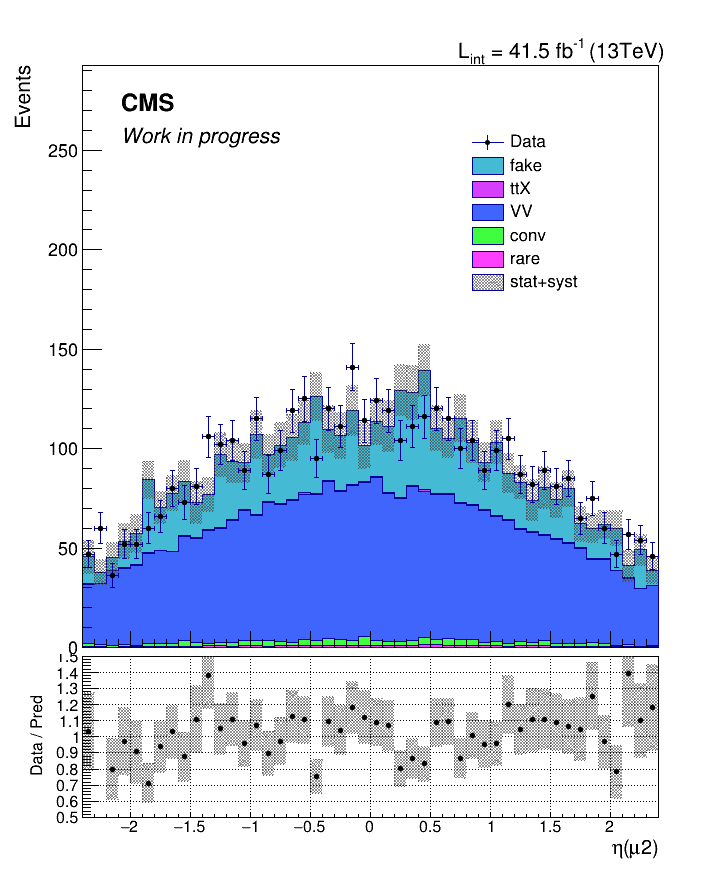 L_int = 41.5 fb^-1 (13TeV)
Events
CMS
Work in progress
Data
fake
ttX
VV
conv
rare
stat+syst
250
200
150
100
50
0
Data / Pred
1.5
1.4
1.3
1.2
1.1
1
0.9
0.8
0.7
0.6
0.5
−2 −1.5 −1 −0.5 0 0.5 1 1.5 2
η(μ2)